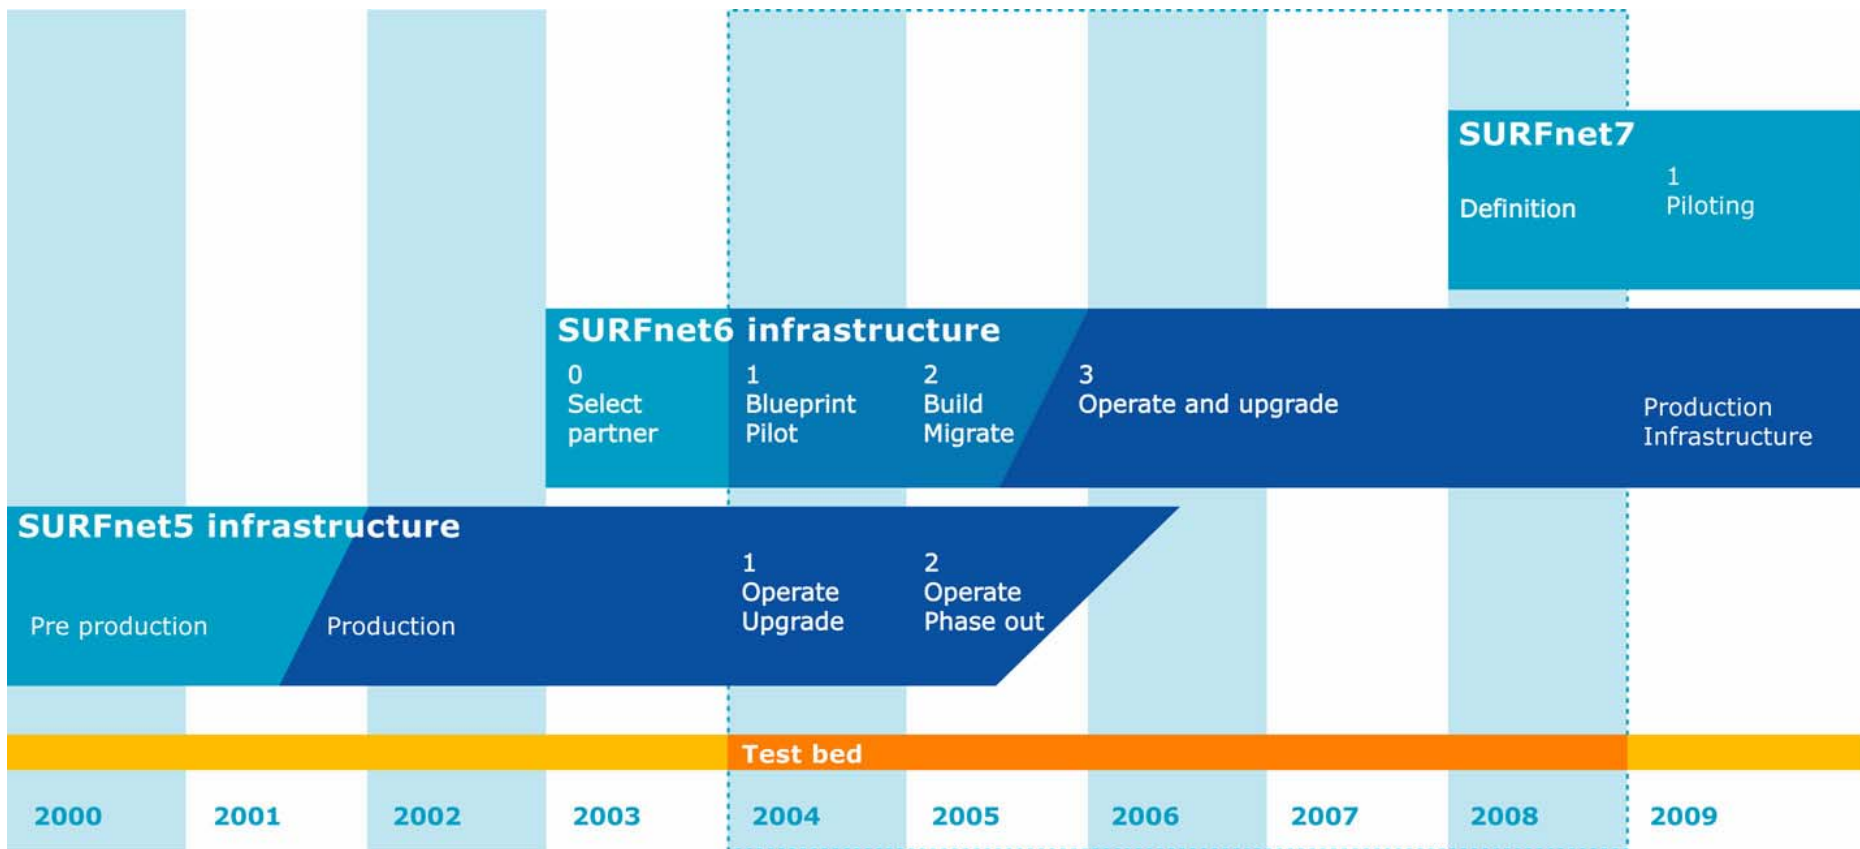 SURFnet7
Definition
1
Piloting
SURFnet6 infrastructure
0
Select
partner
1
Blueprint
Pilot
2
Build
Migrate
3
Operate and upgrade
Production
Infrastructure
SURFnet5 infrastructure
Pre production
Production
1
Operate
Upgrade
2
Operate
Phase out
Test bed
2000 2001 2002 2003 2004 2005 2006 2007 2008 2009